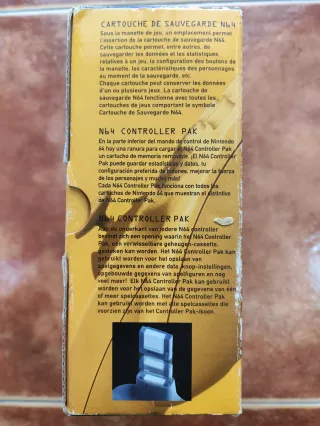 CARTOUCHE DE SAUVEGARDE N64
Sous la manette de jeu, un emplacement permet
l'insertion de la cartouche de sauvegarde N64.
Cette cartouche permet, entre autres, de
sauvegarder les données et les statistiques
relatives à un jeu, la configuration des boutons de
la manette, les caractéristiques des personnages
au moment de la sauvegarde, etc.
Chaque cartouche peut conserver les données
d'un ou plusieurs jeux. La cartouche de
sauvegarde N64 fonctionne avec toutes les
cartouches de jeu comportant le symbole
Cartouche de Sauvegarde N64.
N64 CONTROLLER PAK
En la parte inferior del mando de control de Nintendo
64 hay una ranura para cargar el N64 Controller Pak
un cartucho de memoria removible. ¡El N64 Controller
Pak puede guardar estadísticas y datos, tu
configuración preferida de botones, mejorar la fuerza
de los personajes y mucho más!
Cada N64 Controller Pak funciona con todos los
cartuchos de Nintendo 64 que muestran el distintivo
de N64 Controller Pak.
N64 CONTROLLER PAK
Aan de onderkant van iedere N64 controller
bevindt zich een opening waarin het N64 Controller
Pak, een verwisselbare geheugen-cassette,
gestoken kan worden. Het N64 Controller Pak kan
gebruikt worden voor het opslaan van
spelgegevens en andere data, knop-instellingen,
opgebouwde gegevens van spelfiguren en nog
veel meer! Elk N64 Controller Pak kan gebruikt
worden voor het opslaan van de gegevens van één
of meer spelcassettes. Het N64 Controller Pak
kan gebruikt worden met alle spelcassettes die
voorzien zijn van het Controller Pak-ikoon.